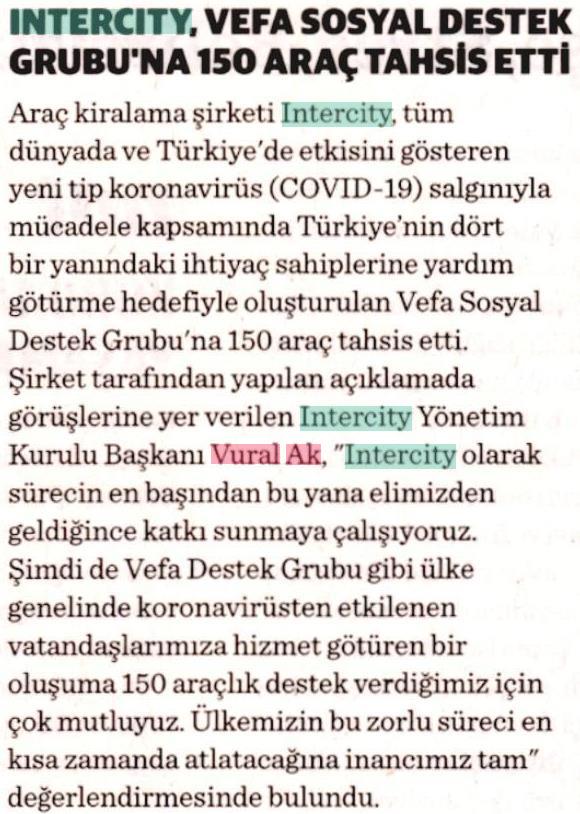 INTERCITY, VEFA SOSYAL DESTEK
GRUBU'NA 150 ARAÇ TAHSİS ETTİ
Araç kiralama şirketi Intercity, tüm
dünyada ve Türkiye'de etkisini gösteren
yeni tip koronavirüs (COVID-19) salgınıyla
mücadele kapsamında Türkiye'nin dört
bir yanındaki ihtiyaç sahiplerine yardım
götürme hedefiyle oluşturulan Vefa Sosyal
Destek Grubu'na 150 araç tahsis etti.
Şirket tarafından yapılan açıklamada
görüşlerine yer verilen Intercity Yönetim
Kurulu Başkanı Vural Ak, "Intercity olarak
sürecin en başından bu yana elimizden
geldiğince katkı sunmaya çalışıyoruz.
Şimdi de Vefa Destek Grubu gibi ülke
genelinde koronavirüsten etkilenen
vatandaşlarımıza hizmet götüren bir
oluşuma 150 araçlık destek verdiğimiz için
çok mutluyuz. Ülkemizin bu zorlu süreci en
kısa zamanda atlatacağına inancımız tam"
değerlendirmesinde bulundu.